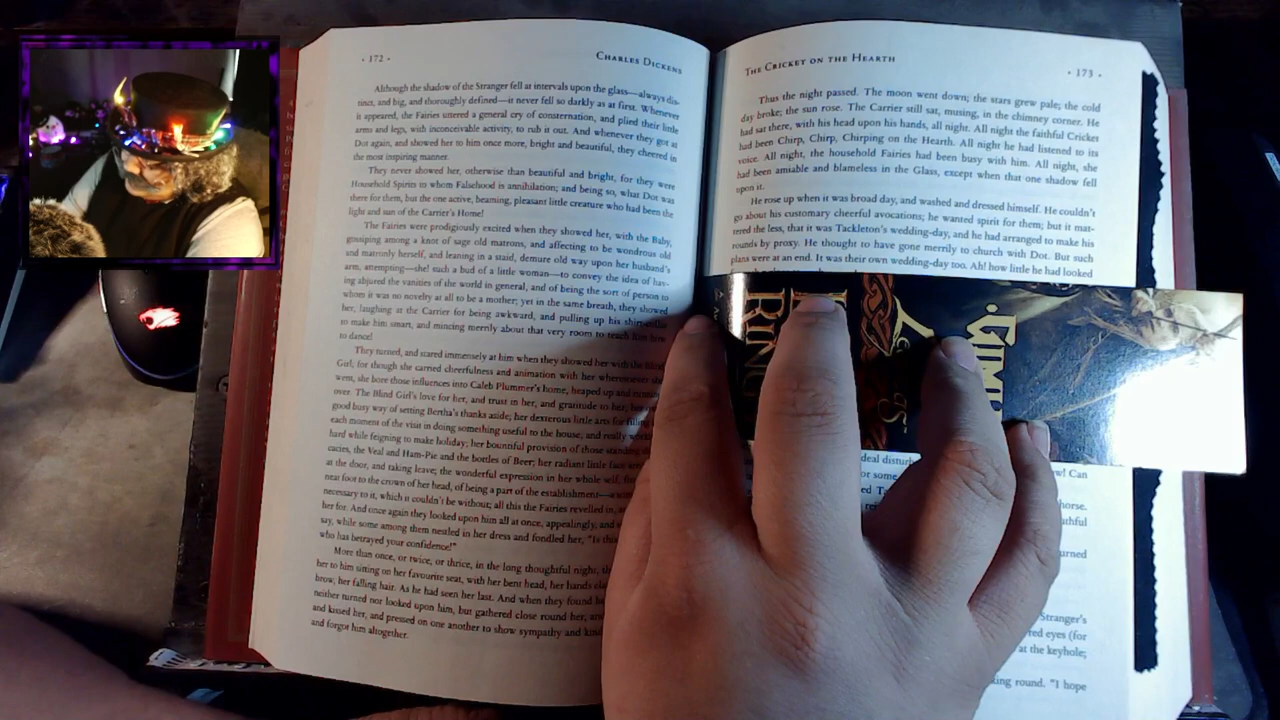 · 172 · CHARLES DICKENS
Although the shadow of the Stranger fell at intervals upon the glass—always dis-
tinct, and big, and thoroughly defined—it never fell so darkly as at first. Whenever
it appeared, the Fairies uttered a general cry of consternation, and plied their little
arms and legs, with inconceivable activity, to rub it out. And whenever they got at
Dot again, and showed her to him once more, bright and beautiful, they cheered in
the most inspiring manner.
They never showed her, otherwise than beautiful and bright, for they were
Household Spirits to whom Falsehood is annihilation; and being so, what Dot was
there for them, but the one active, beaming, pleasant little creature who had been the
light and sun of the Carrier's Home!
The Fairies were prodigiously excited when they showed her, with the Baby,
gossiping among a knot of sage old matrons, and affecting to be wondrous old
and matronly herself, and leaning in a staid, demure old way upon her husband's
arm, attempting—she! such a bud of a little woman—to convey the idea of hav-
ing abjured the vanities of the world in general, and of being the sort of person to
whom it was no novelty at all to be a mother; yet in the same breath, they showed
her, laughing at the Carrier for being awkward, and pulling up his shirt-collar
to make him smart, and mincing merrily about that very room to teach him how
to dance!
They turned, and stared immensely at him when they showed her with the Blind
Girl; for though she carried cheerfulness and animation with her wheresoever she
went, she bore those influences into Caleb Plummer's home, heaped up and running
over. The Blind Girl's love for her, and trust in her, and gratitude to her; her own
good busy way of setting Bertha's thanks aside; her dexterous little arts for filling
each moment of the visit in doing something useful to the house, and really working
hard while feigning to make holiday; her bountiful provision of those standing
cacies, the Veal and Ham-Pie and the bottles of Beer; her radiant little face
at the door, and taking leave; the wonderful expression in her whole self,
neat foot to the crown of her head, of being a part of the establishment—a
necessary to it, which it couldn't be without; all this the Fairies revelled in,
her for. And once again they looked upon him all at once, appealingly, and
say, while some among them nestled in her dress and fondled her, "Is this
who has betrayed your confidence!"
More than once, or twice, or thrice, in the long thoughtful night,
her to him sitting on her favourite seat, with her bent head, her hands
brow, her falling hair. As he had seen her last. And when they found
neither turned nor looked upon him, but gathered close round her, and
and kissed her, and pressed on one another to show sympathy and
and forgot him altogether.
THE CRICKET ON THE HEARTH · 173 ·
Thus the night passed. The moon went down; the stars grew pale; the cold
day broke; the sun rose. The Carrier still sat, musing, in the chimney corner. He
had sat there, with his head upon his hands, all night. All night the faithful Cricket
had been Chirp, Chirp, Chirping on the Hearth. All night he had listened to its
voice. All night, the household Fairies had been busy with him. All night, she
had been amiable and blameless in the Glass, except when that one shadow fell
upon it.
He rose up when it was broad day, and washed and dressed himself. He couldn't
go about his customary cheerful avocations; he wanted spirit for them; but it mat-
tered the less, that it was Tackleton's wedding-day, and he had arranged to make his
rounds by proxy. He thought to have gone merrily to church with Dot. But such
plans were at an end. It was their own wedding-day too. Ah! how little he had looked
RING
GIML
deal disturb
w! Can
or some
horse.
thful
urned
Stranger's
red eyes (for
at the keyhole;
king round. "I hope